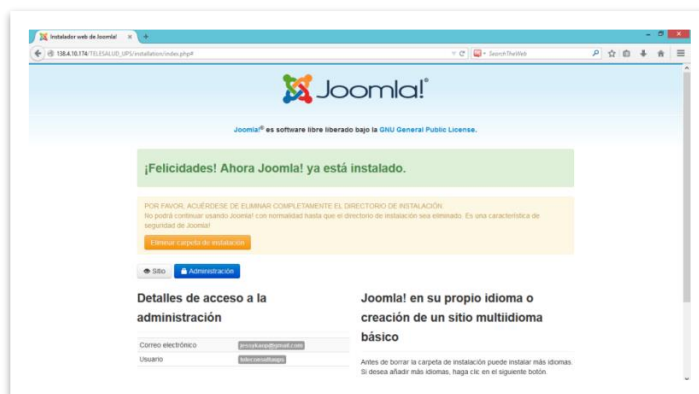 Instalador web de Joomla!
138.4.10.174/TELESALUD_UPS/installation/index.php#
SearchTheWeb
Joomla!®
Joomla!® es software libre liberado bajo la GNU General Public License.
¡Felicidades! Ahora Joomla! ya está instalado.
POR FAVOR, ACUÉRDESE DE ELIMINAR COMPLETAMENTE EL DIRECTORIO DE INSTALACIÓN.
No podrá continuar usando Joomla! con normalidad hasta que el directorio de instalación sea eliminado. Es una característica de
seguridad de Joomla!
Eliminar carpeta de instalación
Sitio
Administración
Detalles de acceso a la
administración
Correo electrónico
Usuario
Joomla! en su propio idioma o
creación de un sitio multiidioma
básico
Antes de borrar la carpeta de instalación puede instalar más idiomas.
Si desea añadir más idiomas, haga clic en el siguiente botón.